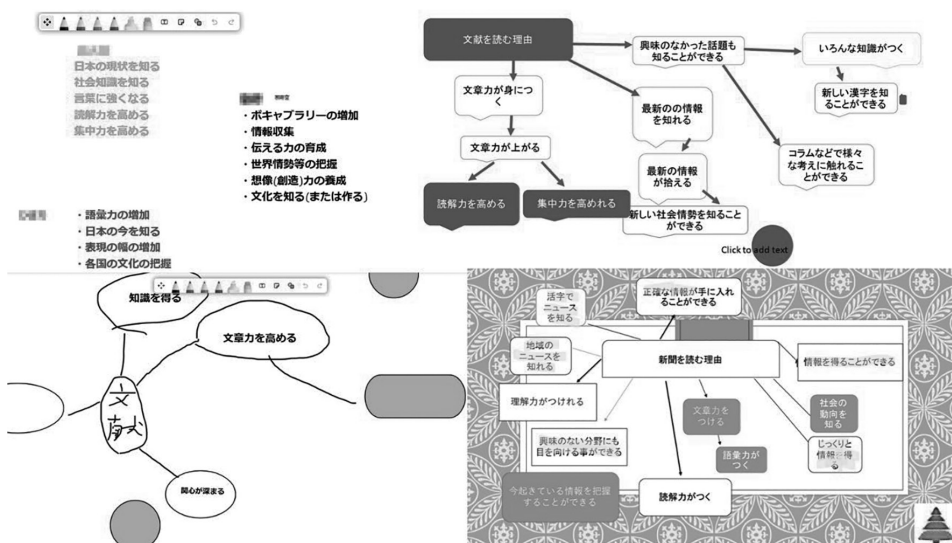 日本の現状を知る
社会知識を知る
言葉に強くなる
読解力を高める
集中力を高める
・ボキャブラリーの増加
・情報収集
・伝える力の育成
・世界情勢等の把握
・想像(創造)力の養成
・文化を知る(または作る)
・語彙力の増加
・日本の今を知る
・表現の幅の増加
・各国の文化の把握
文献を読む理由
興味のなかった話題も
知ることができる
いろんな知識がつく
文章力が身につ
く
最新のの情報
を知れる
新しい漢字を知
ることができる
文章力が上がる
最新の情報
が拾える
コラムなどで様々
な考えに触れるこ
とができる
読解力を高める
集中力を高めれる
新しい社会情勢を知ること
ができる
Click to add text
知識を得る
文章力を高める
文献
関心が深まる
活字で
ニュース
を知る
正確な情報が手に入れ
ることができる
地域の
ニュースを
知れる
新聞を読む理由
情報を得ることができる
理解力がつけれる
文章力を
つける
社会の
動向を
知る
興味のない分野にも
目を向ける事ができる
語彙力が
つく
じっくりと
情報を得
る
今起きている情報を把握
することができる
読解力がつく